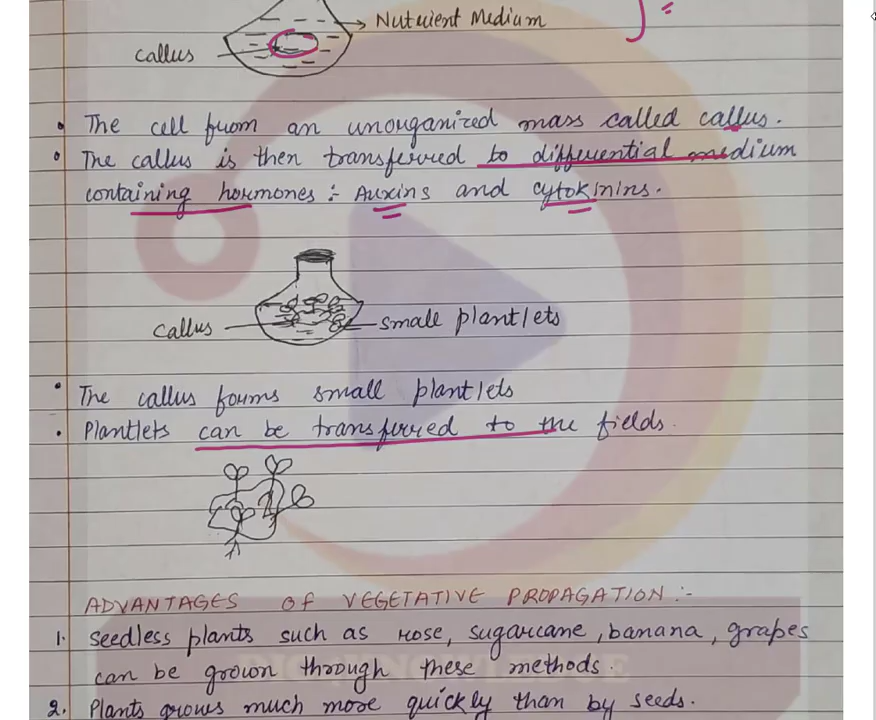 Nutrient Medium
callus
• The cell from an unorganized mass called callus.
• The callus is then transferred to differential medium
containing hormones :- Auxins and cytokinins.
callus
small plantlets
• The callus forms small plantlets
• Plantlets can be transferred to the fields.
ADVANTAGES Of VEGETATIVE PROPAGATION :-
1. Seedless plants such as rose, sugarcane, banana, grapes
can be grown through these methods.
2. Plants grows much more quickly than by seeds.